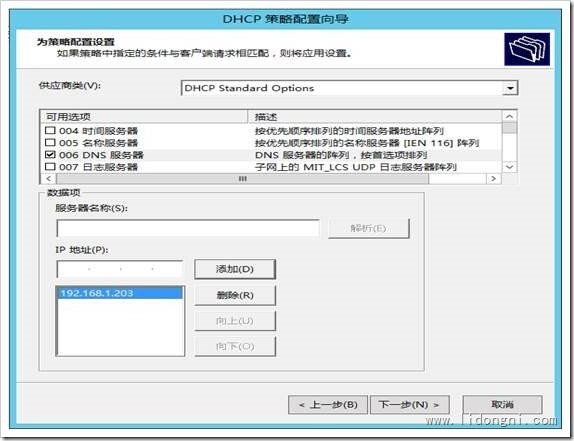 DHCP 策略配置向导
为策略配置设置
如果策略中指定的条件与客户端请求相匹配，则将应用设置。
供应商类(V):
DHCP Standard Options
可用选项 描述
004 时间服务器 按优先顺序排列的时间服务器地址阵列
005 名称服务器 按优先顺序排列的名称服务器 [IEN 116] 阵列
006 DNS 服务器 DNS 服务器的阵列，按首选项排列
007 日志服务器 子网上的 MIT_LCS UDP 日志服务器阵列
数据项
服务器名称(S):
解析(E)
IP 地址(P):
添加(D)
192.168.1.203
删除(R)
向上(U)
向下(O)
< 上一步(B) 下一步(N) > 取消
www.lidongni.com